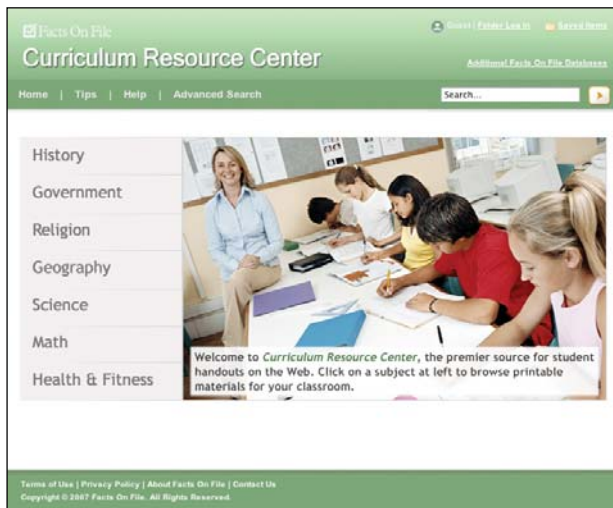 Facts On File
Guest | Folder Log In Saved Items
Curriculum Resource Center
Additional Facts On File Databases
Home | Tips | Help | Advanced Search
Search...
History
Government
Religion
Geography
Science
Math
Health & Fitness
Welcome to Curriculum Resource Center, the premier source for student
handouts on the Web. Click on a subject at left to browse printable
materials for your classroom.
Terms of Use | Privacy Policy | About Facts On File | Contact Us
Copyright © 2007 Facts On File. All Rights Reserved.